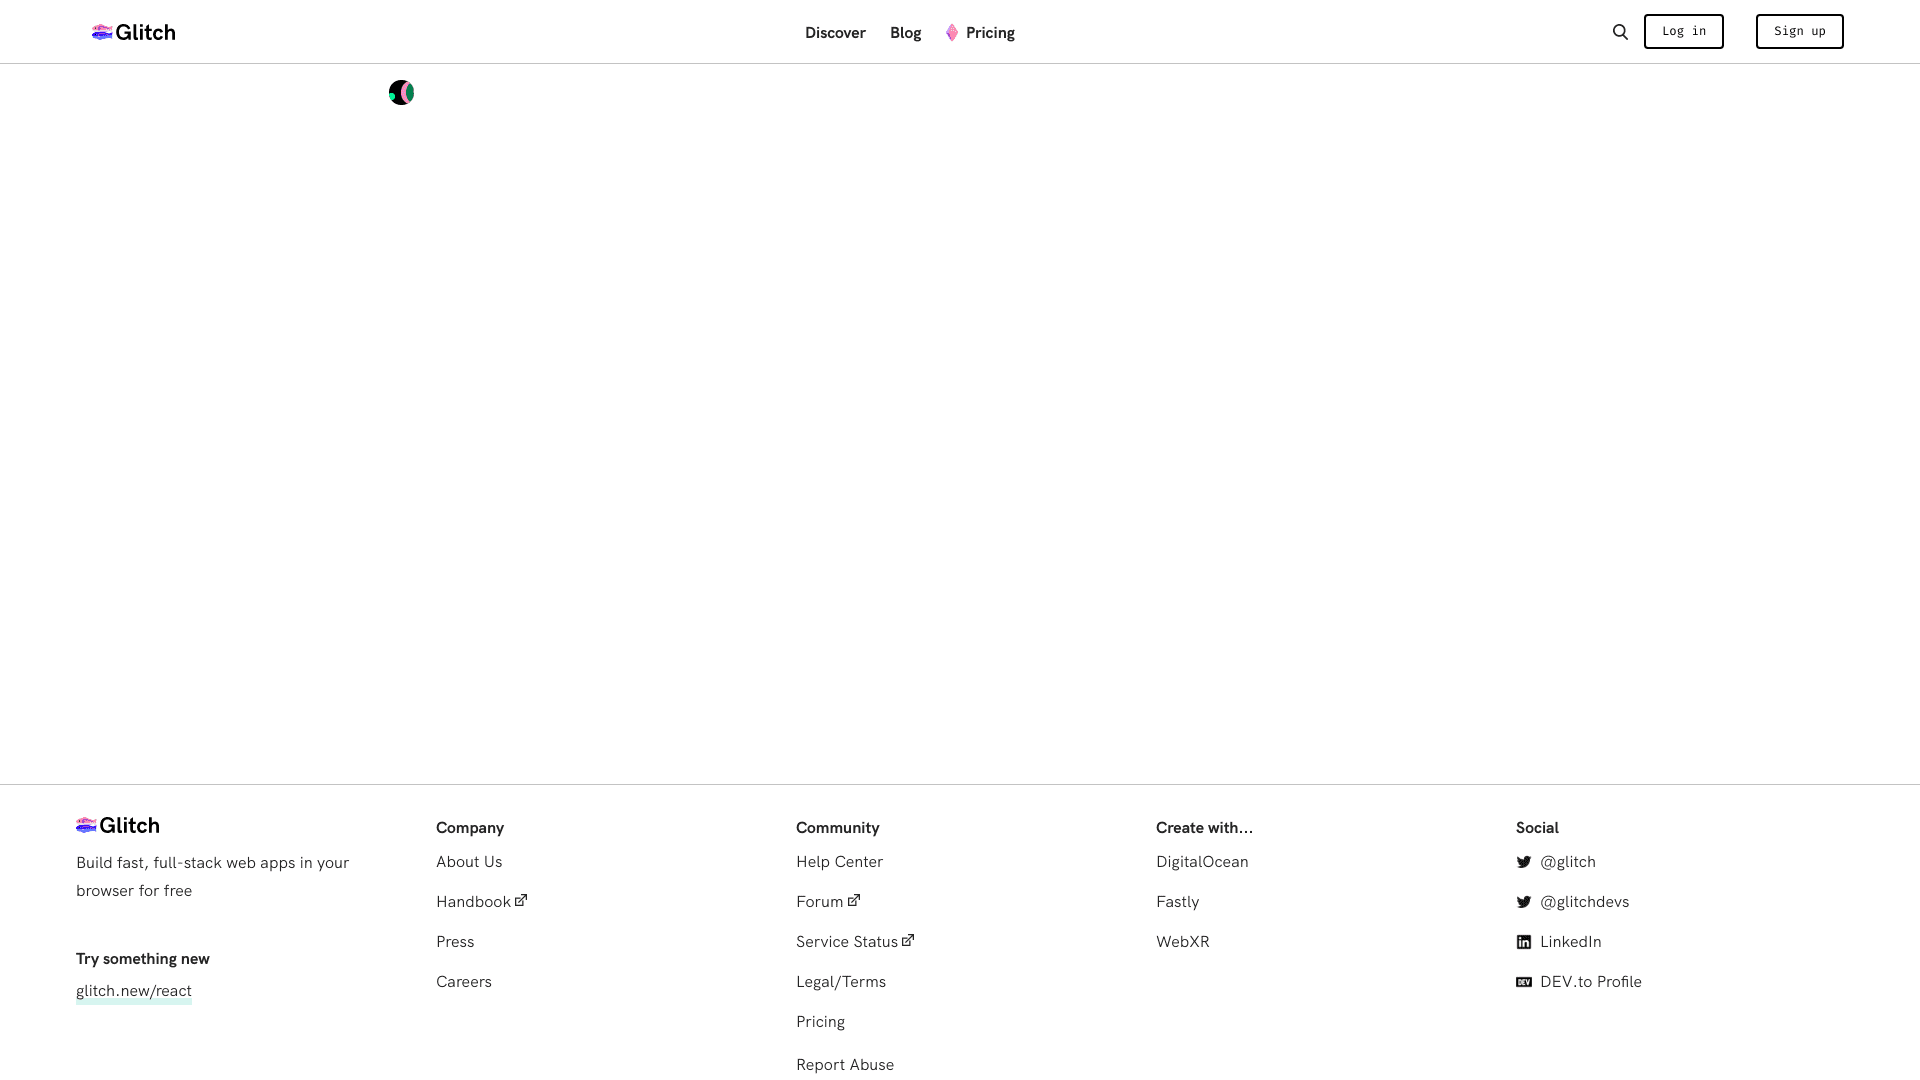 Glitch
Discover
Blog
Pricing
Log in
Sign up
Glitch
Build fast, full-stack web apps in your
browser for free
Try something new
glitch.new/react
Company
About Us
Handbook
Press
Careers
Community
Help Center
Forum
Service Status
Legal/Terms
Pricing
Report Abuse
Create with...
DigitalOcean
Fastly
WebXR
Social
@glitch
@glitchdevs
LinkedIn
DEV.to Profile